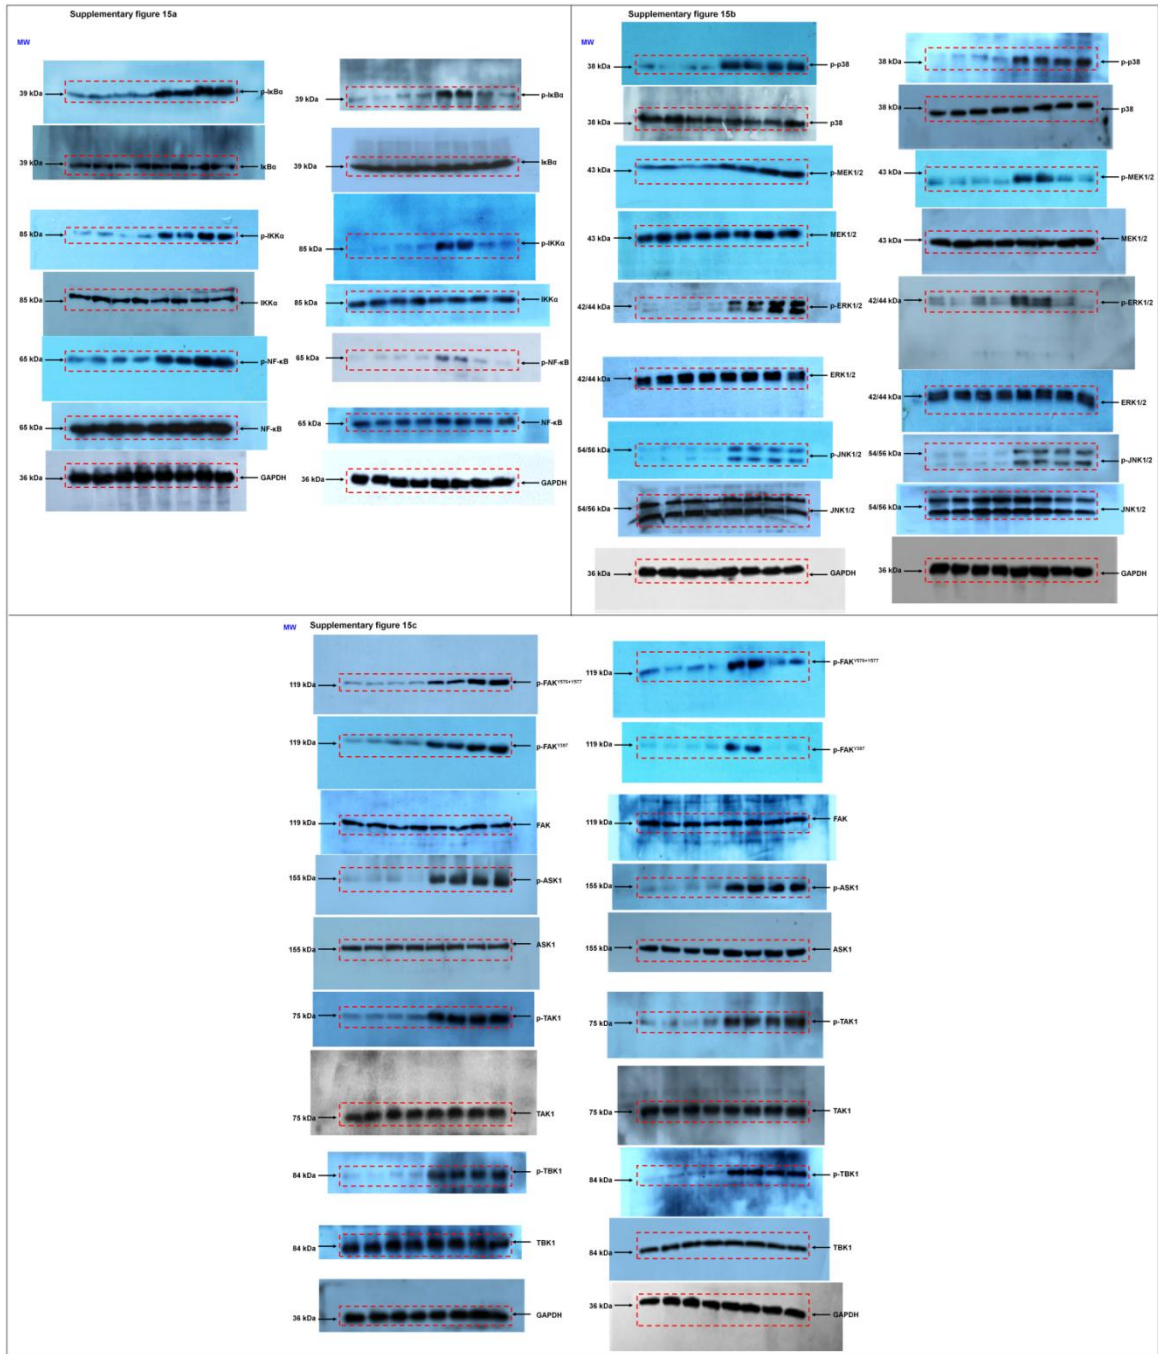 Supplementary figure 15a
MW
39 kDa
p-IκBα
39 kDa
IκBα
85 kDa
p-IKKα
85 kDa
IKKα
65 kDa
p-NF-κB
65 kDa
NF-κB
36 kDa
GAPDH
39 kDa
p-IκBα
39 kDa
IκBα
85 kDa
p-IKKα
85 kDa
IKKα
65 kDa
p-NF-κB
65 kDa
NF-κB
36 kDa
GAPDH
Supplementary figure 15b
MW
38 kDa
p-p38
38 kDa
p38
43 kDa
p-MEK1/2
43 kDa
MEK1/2
42/44 kDa
p-ERK1/2
42/44 kDa
ERK1/2
54/56 kDa
p-JNK1/2
54/56 kDa
JNK1/2
36 kDa
GAPDH
38 kDa
p-p38
38 kDa
p38
43 kDa
p-MEK1/2
43 kDa
MEK1/2
42/44 kDa
p-ERK1/2
42/44 kDa
ERK1/2
54/56 kDa
p-JNK1/2
54/56 kDa
JNK1/2
36 kDa
GAPDH
MW
Supplementary figure 15c
119 kDa
p-FAK Y576+Y577
119 kDa
p-FAK Y397
119 kDa
FAK
155 kDa
p-ASK1
155 kDa
ASK1
75 kDa
p-TAK1
75 kDa
TAK1
84 kDa
p-TBK1
84 kDa
TBK1
36 kDa
GAPDH
119 kDa
p-FAK Y576+Y577
119 kDa
p-FAK Y397
119 kDa
FAK
155 kDa
p-ASK1
155 kDa
ASK1
75 kDa
p-TAK1
75 kDa
TAK1
84 kDa
p-TBK1
84 kDa
TBK1
36 kDa
GAPDH